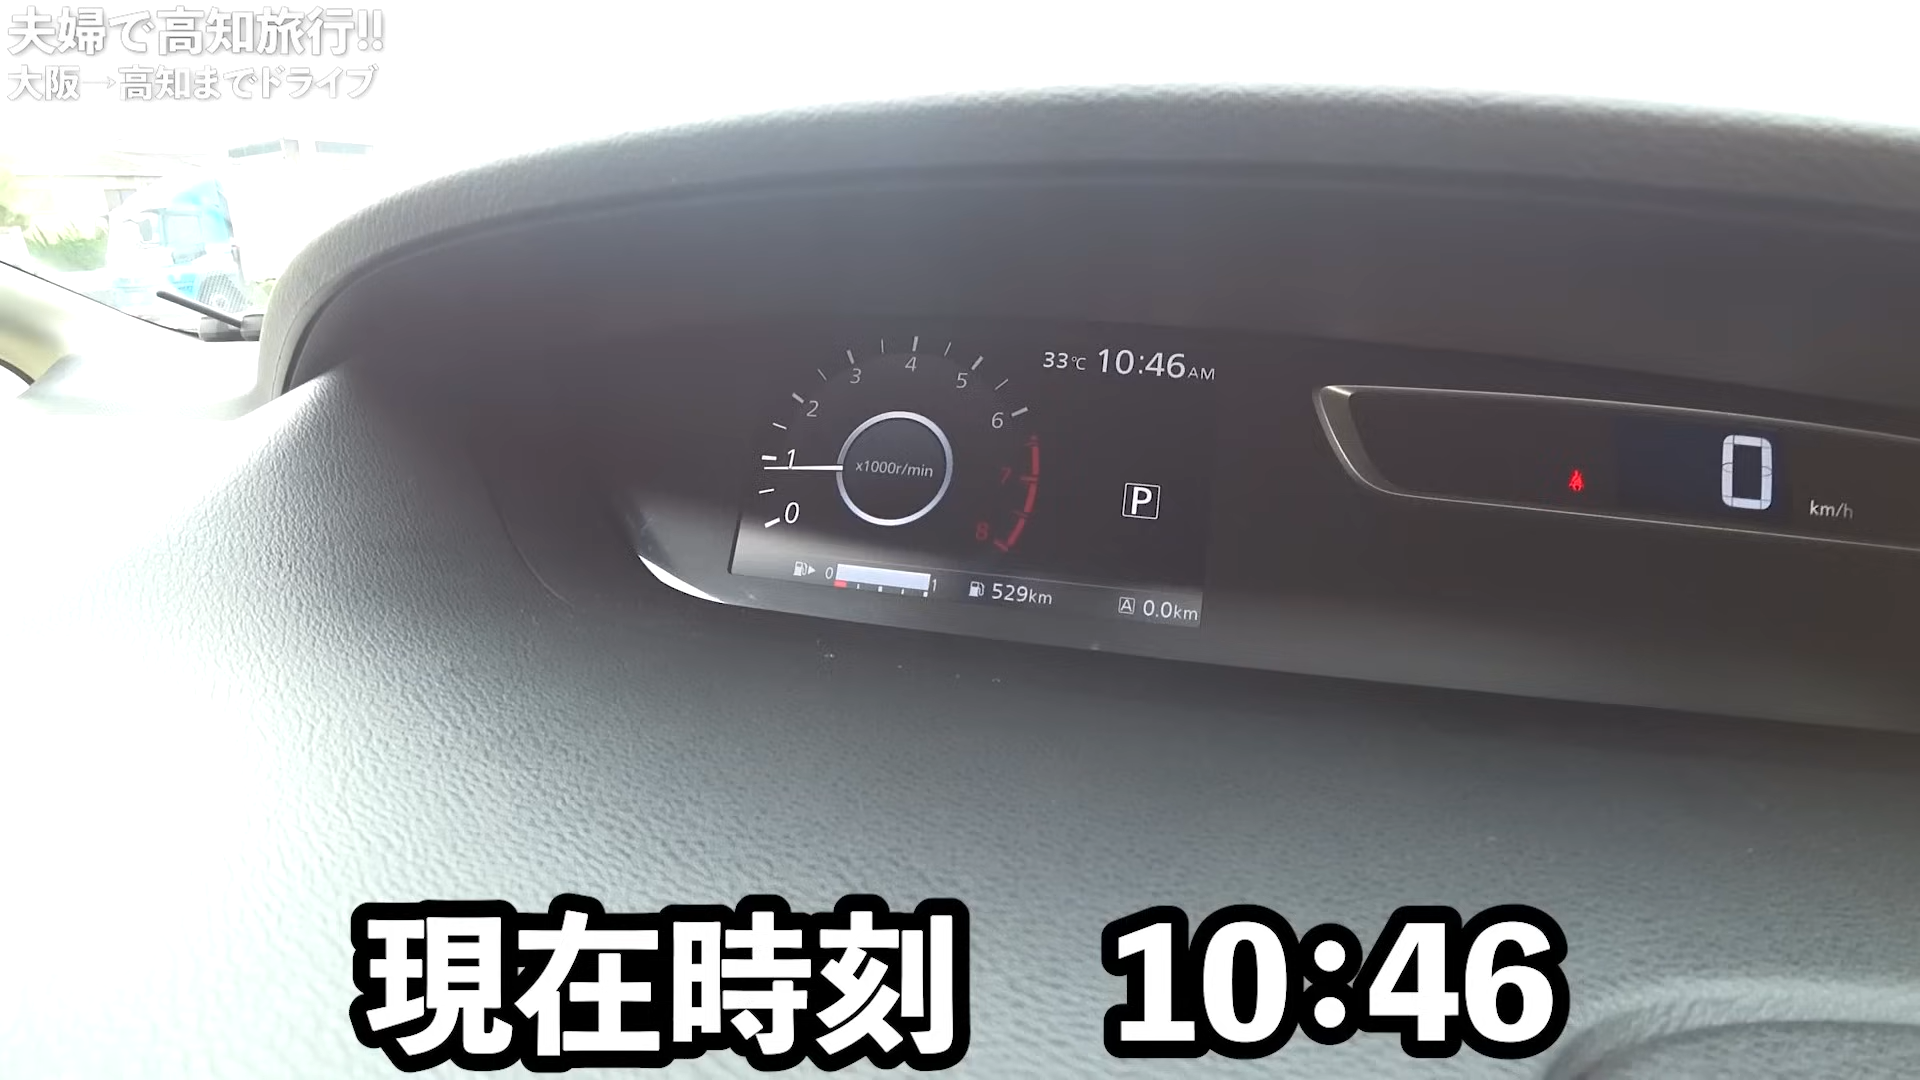 夫婦で高知旅行!!
大阪→高知までドライブ
33℃ 10:46AM
0 1 2 3 4 5 6 7 8
x1000r/min
P
0 1
529km
A 0.0km
0 km/h
現在時刻 10:46